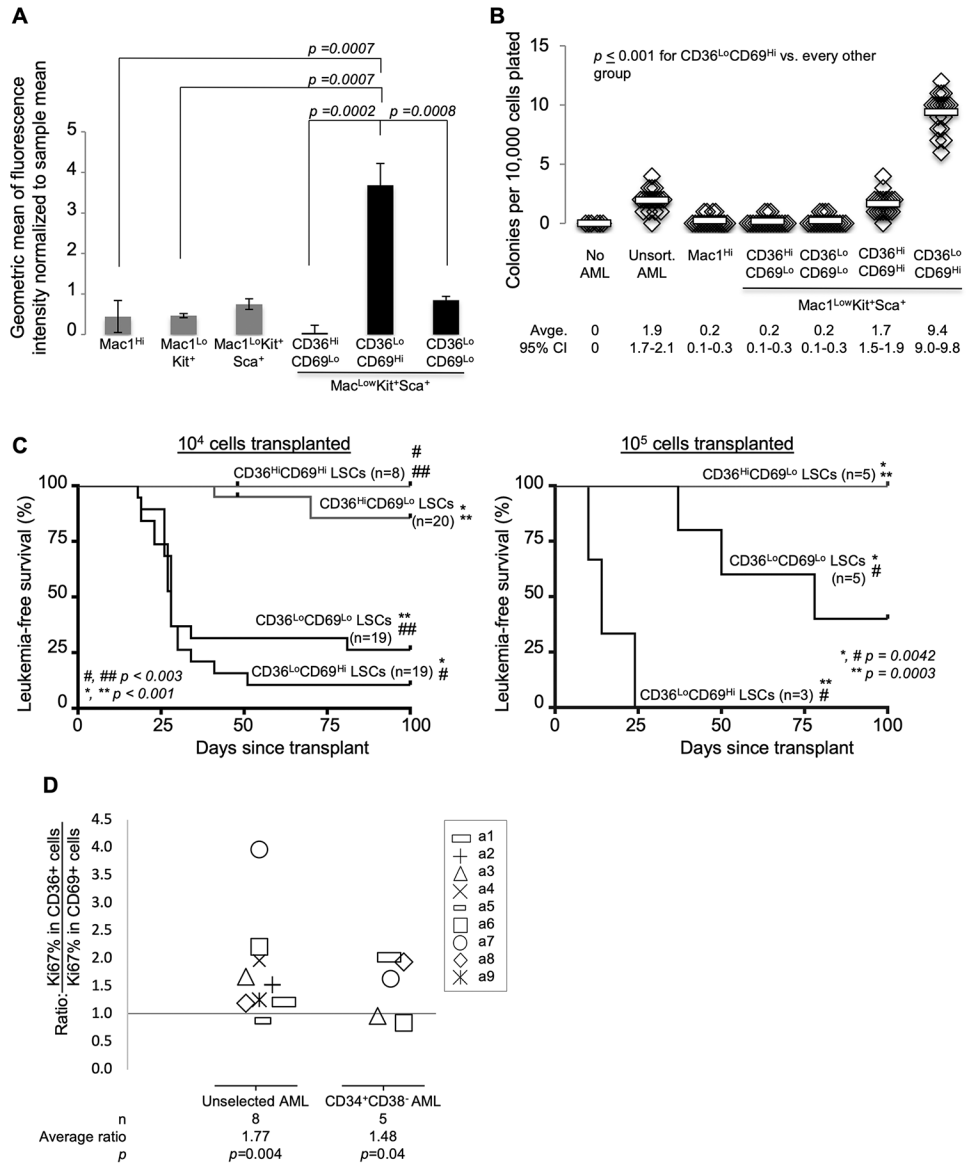 A
p =0.0007
p =0.0007
p =0.0002
p =0.0008
Geometric mean of fluorescence
intensity normalized to sample mean
5
4
3
2
1
0
Mac1ᴴⁱ
Mac1ᴸᵒ
Kit⁺
Mac1ᴸᵒKit⁺
Sca⁺
CD36ᴴⁱ
CD69ᴸᵒ
CD36ᴸᵒ
CD69ᴴⁱ
CD36ᴸᵒ
CD69ᴸᵒ
MacᴸᵒʷKit⁺Sca⁺
B
p ≤ 0.001 for CD36ᴸᵒCD69ᴴⁱ vs. every other
group
Colonies per 10,000 cells plated
15
10
5
0
No
AML
Unsort.
AML
Mac1ᴴⁱ
CD36ᴴⁱ
CD69ᴸᵒ
CD36ᴸᵒ
CD69ᴸᵒ
CD36ᴴⁱ
CD69ᴴⁱ
CD36ᴸᵒ
CD69ᴴⁱ
Mac1ᴸᵒʷKit⁺Sca⁺
Avge. 0 1.9 0.2 0.2 0.2 1.7 9.4
95% CI 0 1.7-2.1 0.1-0.3 0.1-0.3 0.1-0.3 1.5-1.9 9.0-9.8
C
10⁴ cells transplanted
CD36ᴴⁱCD69ᴴⁱ LSCs (n=8)
#
##
CD36ᴴⁱCD69ᴸᵒ LSCs
(n=20)
*
**
CD36ᴸᵒCD69ᴸᵒ LSCs
(n=19)
**
##
CD36ᴸᵒCD69ᴴⁱ LSCs (n=19)
*
#
#, ## p < 0.003
*, ** p < 0.001
Leukemia-free survival (%)
100
75
50
25
0
0 25 50 75 100
Days since transplant
10⁵ cells transplanted
CD36ᴴⁱCD69ᴸᵒ LSCs (n=5)
*
**
CD36ᴸᵒCD69ᴸᵒ LSCs
(n=5)
*
#
CD36ᴸᵒCD69ᴴⁱ LSCs (n=3)
**
#
*, # p = 0.0042
** p = 0.0003
Leukemia-free survival (%)
100
75
50
25
0
0 25 50 75 100
Days since transplant
D
Ratio:
Ki67% in CD36+ cells
Ki67% in CD69+ cells
4.5
4.0
3.5
3.0
2.5
2.0
1.5
1.0
0.5
0.0
a1
a2
a3
a4
a5
a6
a7
a8
a9
Unselected AML CD34⁺CD38⁻ AML
n 8 5
Average ratio 1.77 1.48
p p=0.004 p=0.04